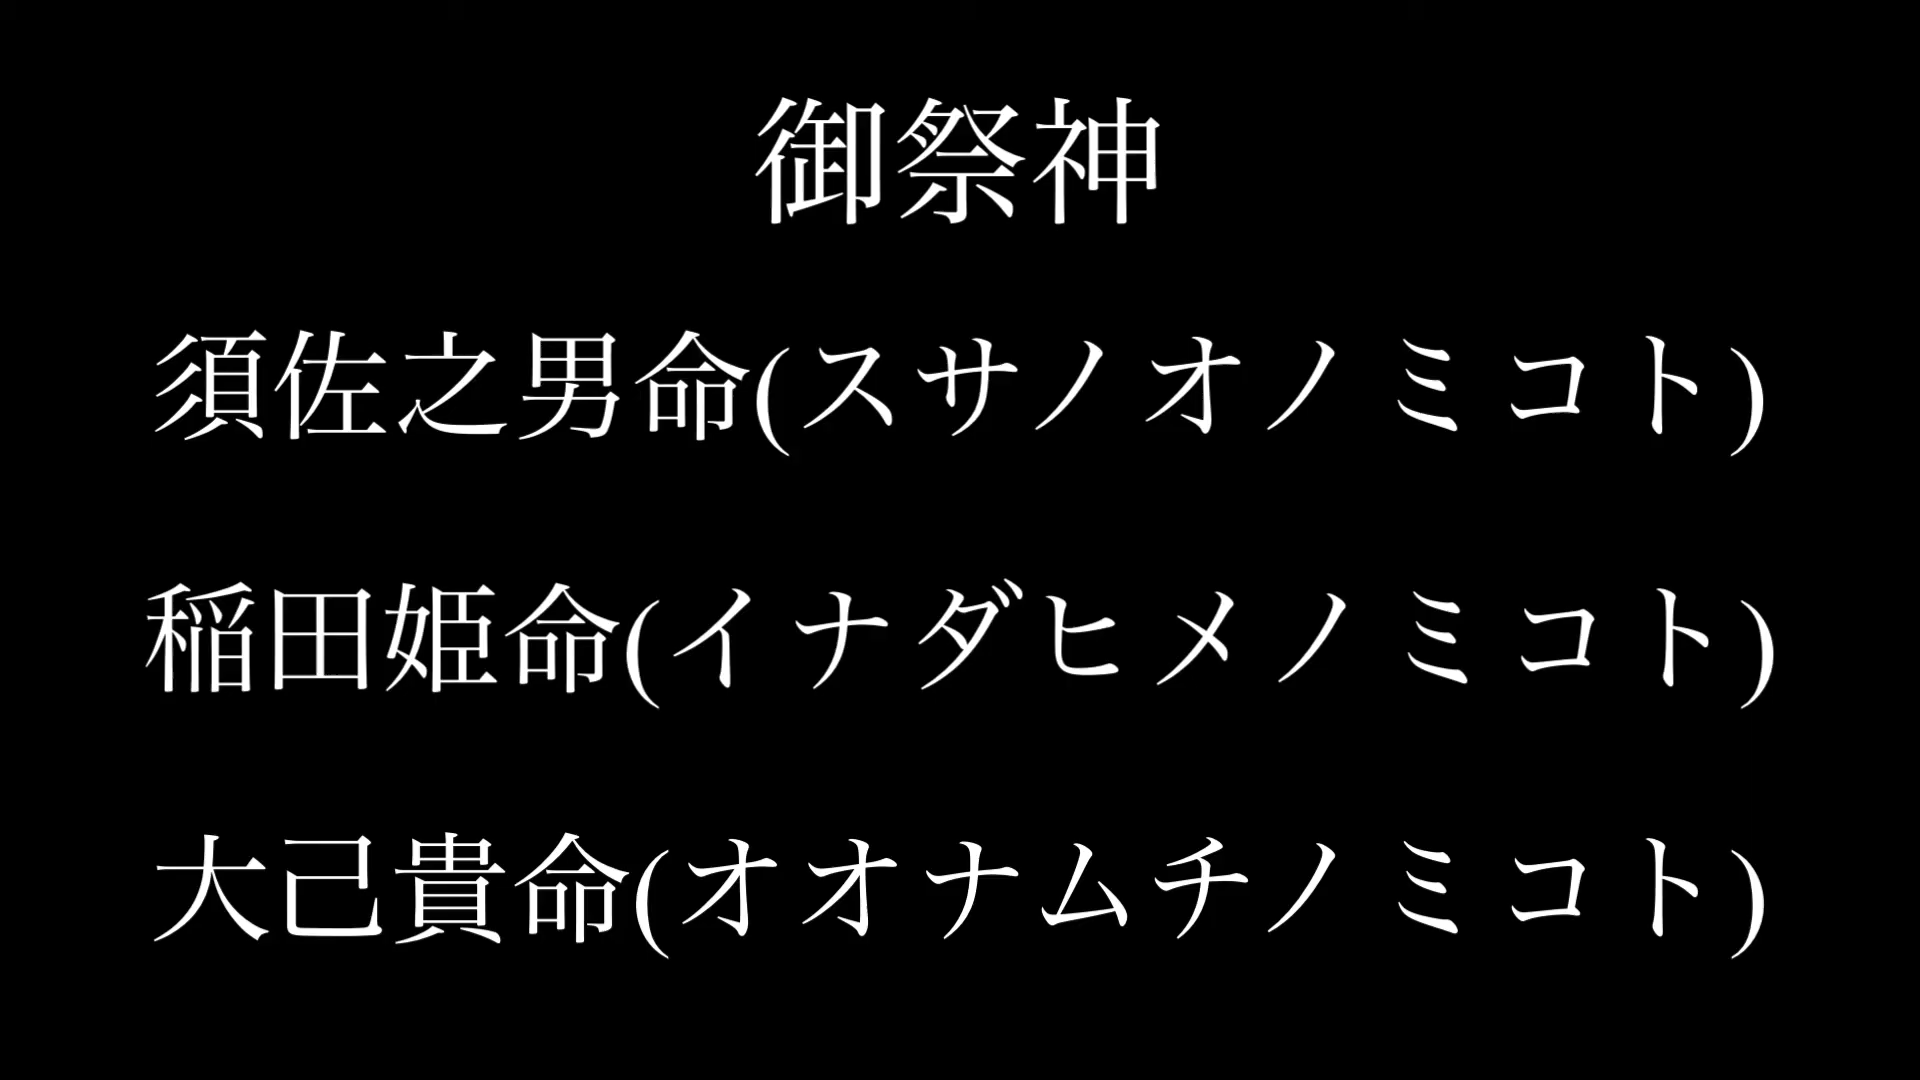 御祭神
須佐之男命(スサノオノミコト)
稲田姫命(イナダヒメノミコト)
大己貴命(オオナムチノミコト)